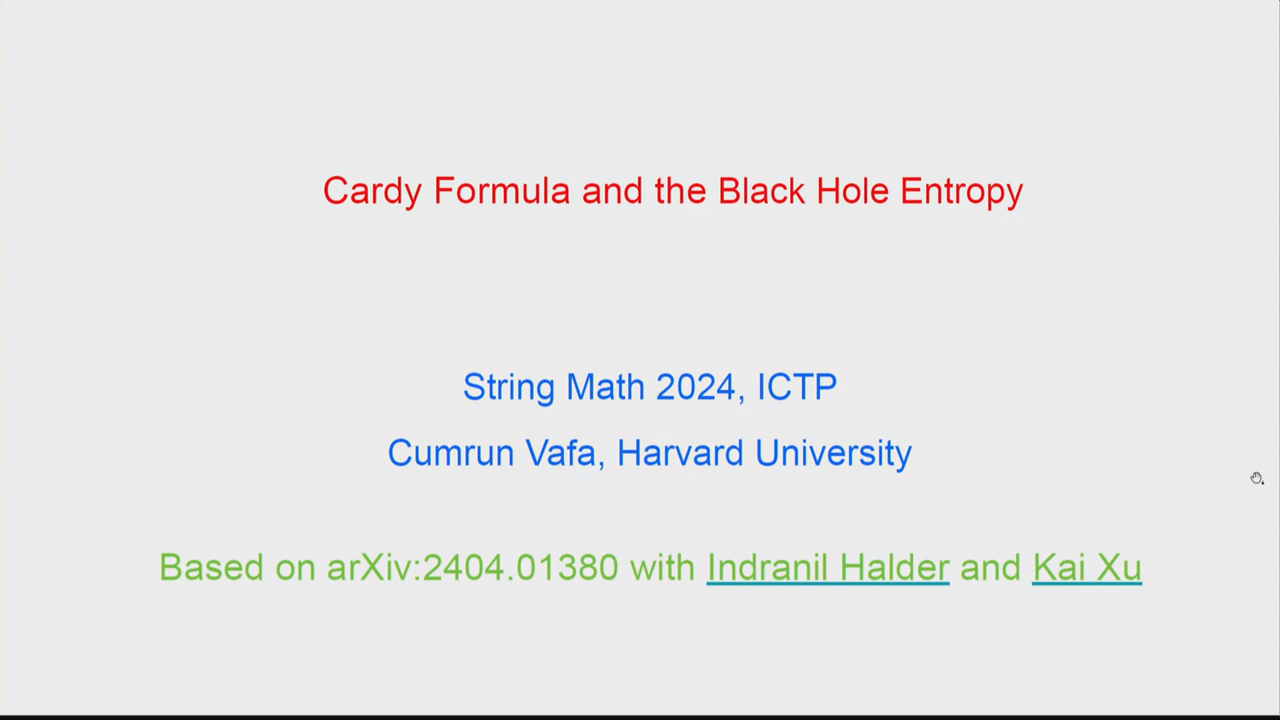 Cardy Formula and the Black Hole Entropy
String Math 2024, ICTP
Cumrun Vafa, Harvard University
Based on arXiv:2404.01380 with Indranil Halder and Kai Xu